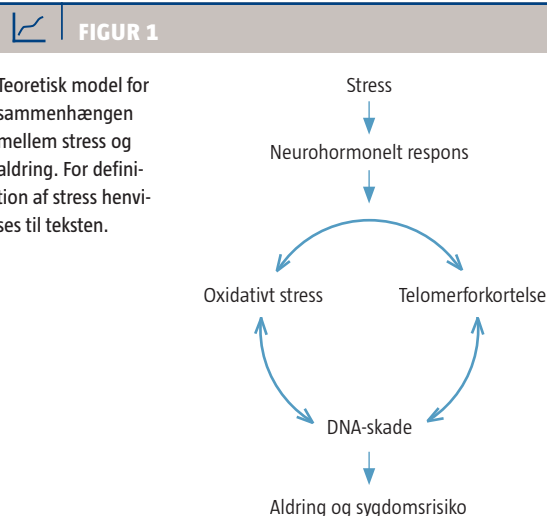 FIGUR 1
Teoretisk model for
sammenhængen
mellem stress og
aldring. For defini-
tion af stress henvi-
ses til teksten.
Stress
Neurohormonelt respons
Oxidativt stress
Telomerforkortelse
DNA-skade
Aldring og sygdomsrisiko